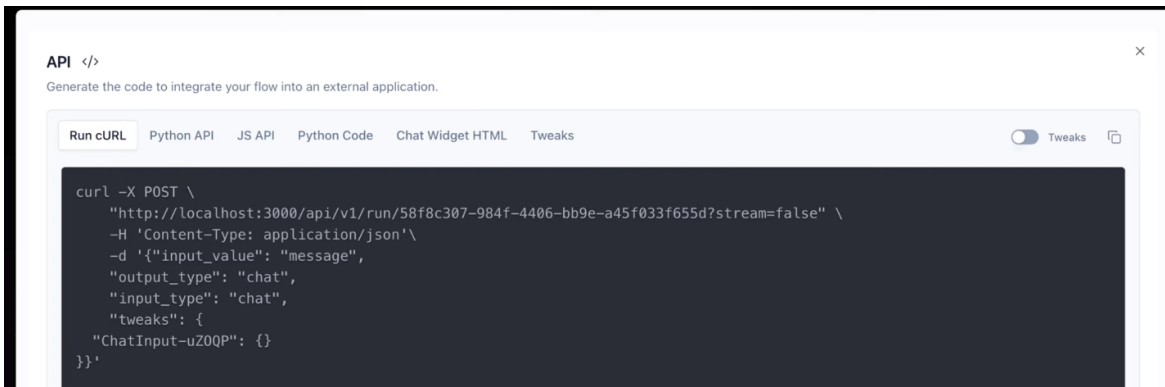 API </>
Generate the code to integrate your flow into an external application.
Run cURL Python API JS API Python Code Chat Widget HTML Tweaks Tweaks
curl -X POST \
    "http://localhost:3000/api/v1/run/58f8c307-984f-4406-bb9e-a45f033f655d?stream=false" \
    -H 'Content-Type: application/json'\
    -d '{"input_value": "message",
    "output_type": "chat",
    "input_type": "chat",
    "tweaks": {
  "ChatInput-uZOQP": {}
}}'